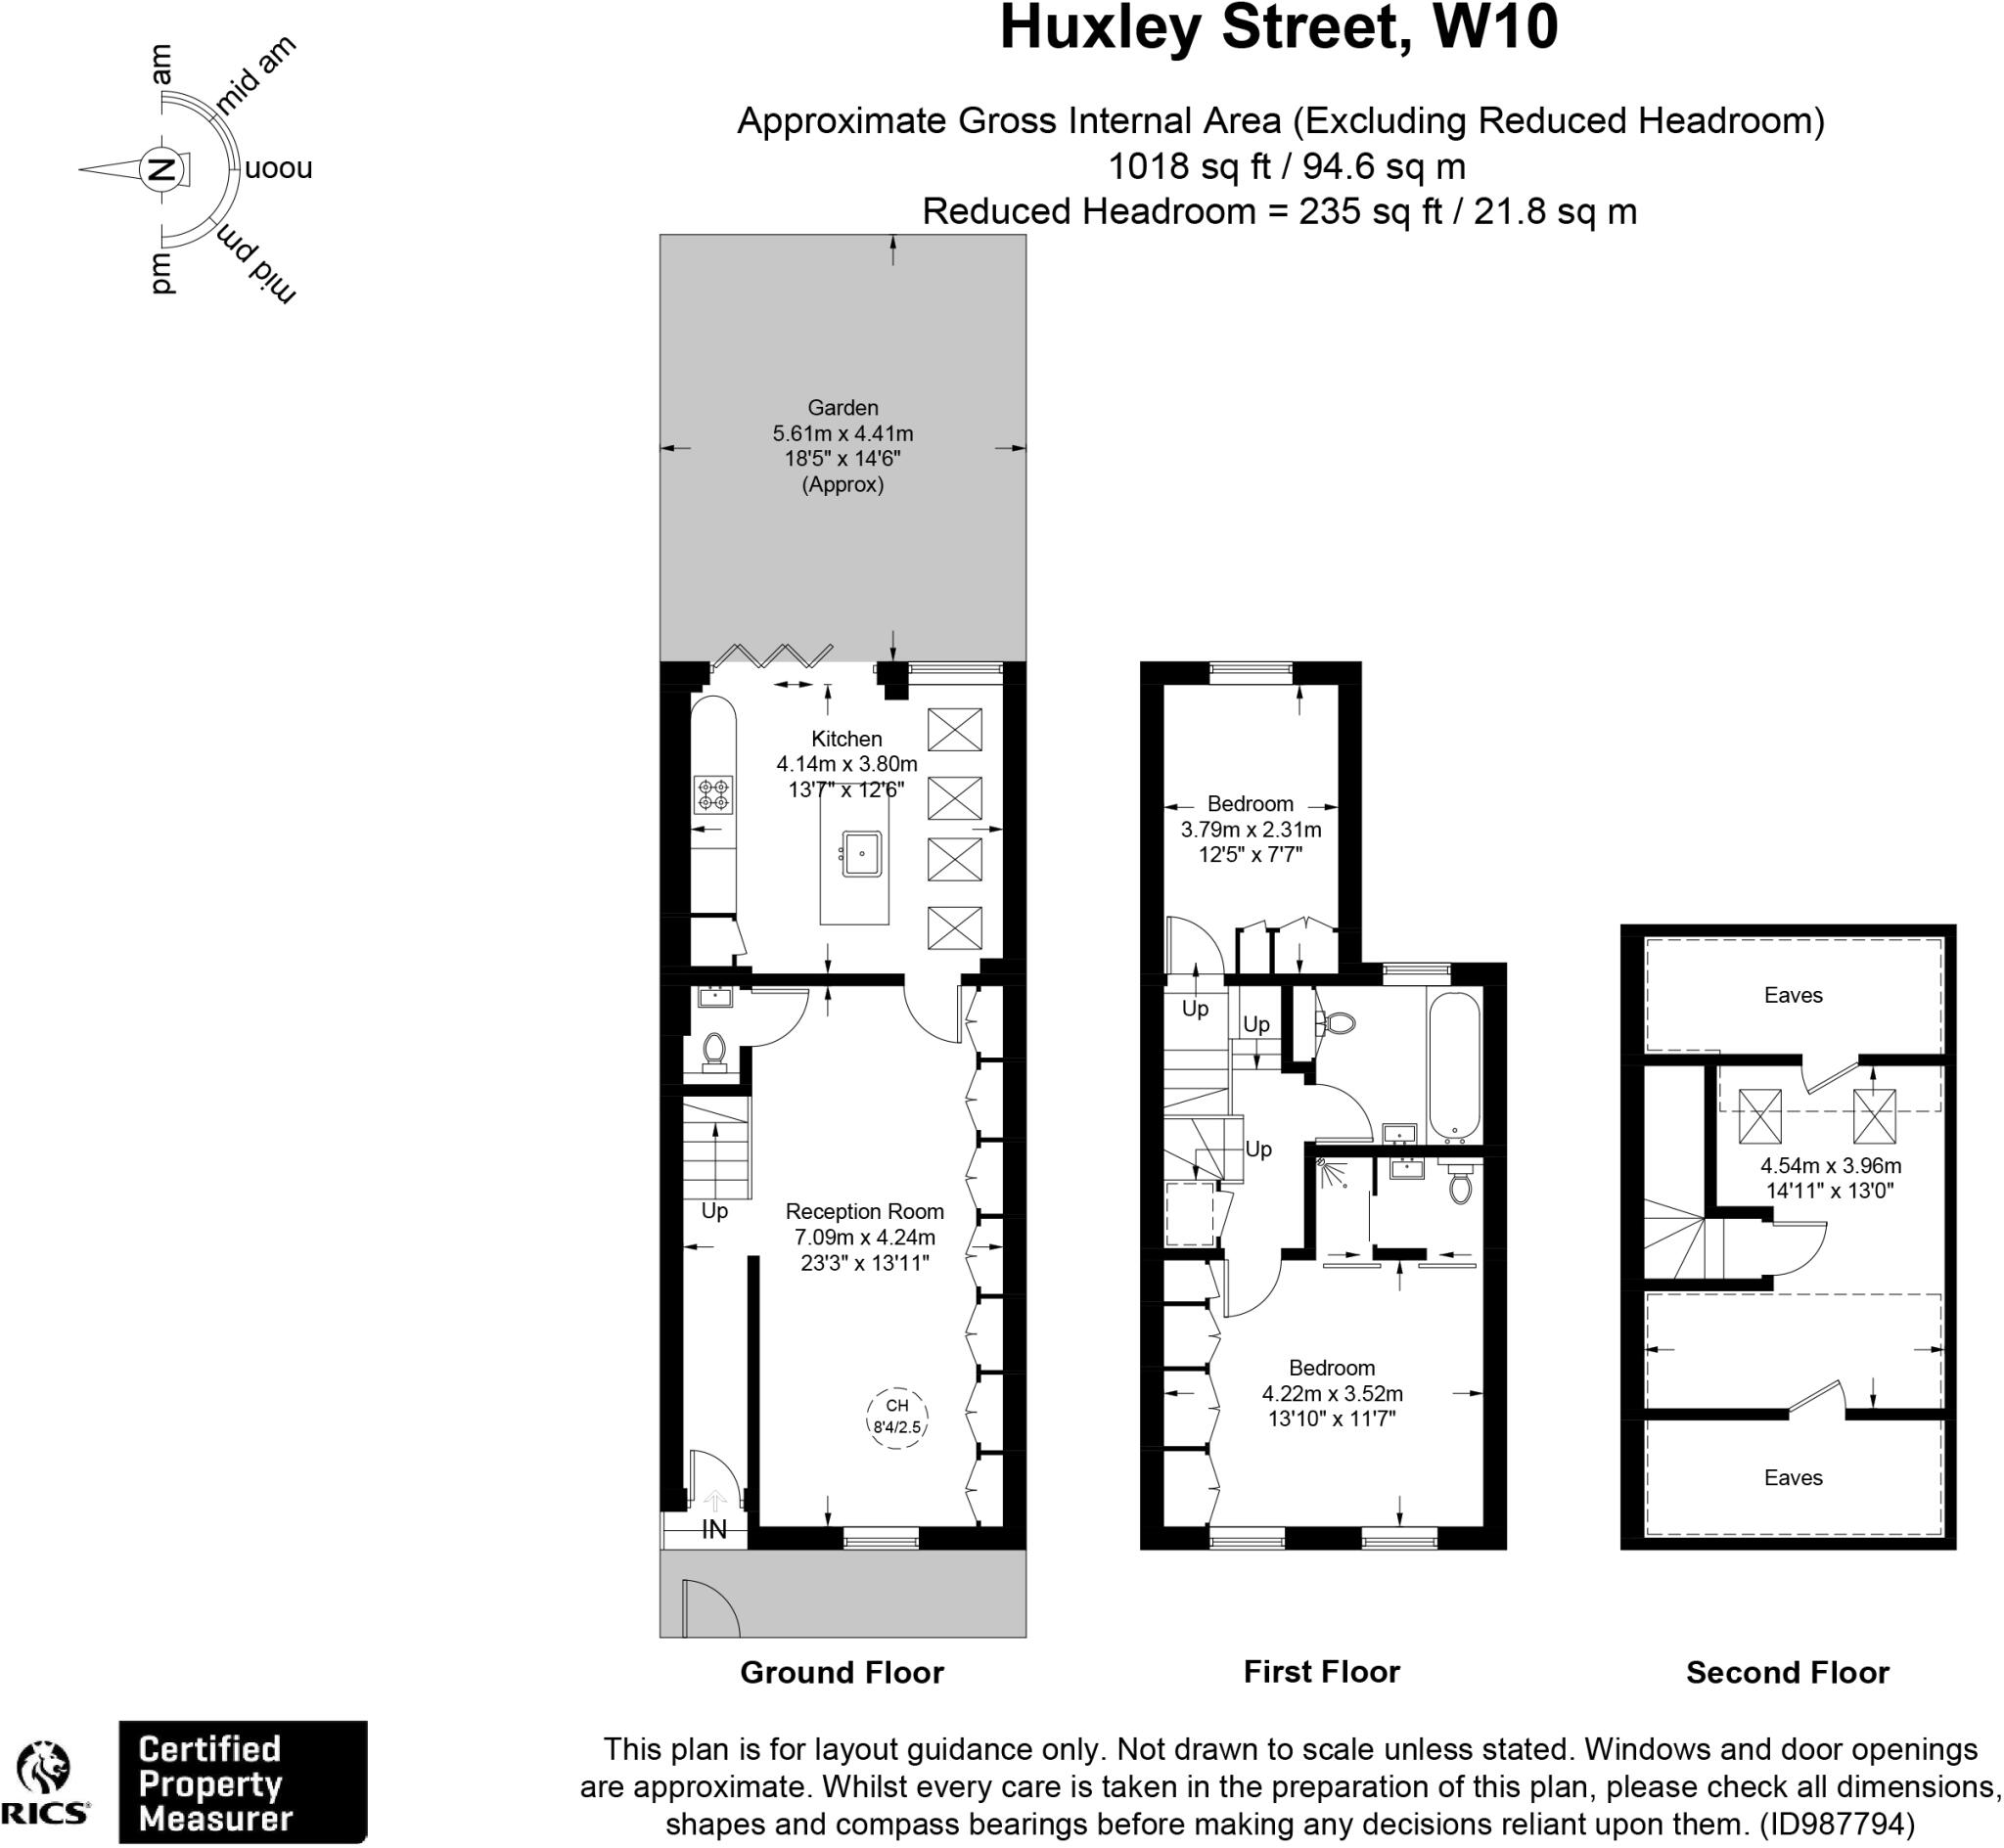 Huxley Street, W10
Approximate Gross Internal Area (Excluding Reduced Headroom)
1018 sq ft / 94.6 sq m
Reduced Headroom = 235 sq ft / 21.8 sq m
am
mid am
noon
mid pm
pm
N
Garden
5.61m x 4.41m
18'5" x 14'6"
(Approx)
Kitchen
4.14m x 3.80m
13'7" x 12'6"
Up
Reception Room
7.09m x 4.24m
23'3" x 13'11"
CH
8'4/2.5
IN
Ground Floor
Bedroom
3.79m x 2.31m
12'5" x 7'7"
Up
Up
Up
Bedroom
4.22m x 3.52m
13'10" x 11'7"
First Floor
Eaves
4.54m x 3.96m
14'11" x 13'0"
Eaves
Second Floor
RICS®
Certified
Property
Measurer
This plan is for layout guidance only. Not drawn to scale unless stated. Windows and door openings
are approximate. Whilst every care is taken in the preparation of this plan, please check all dimensions,
shapes and compass bearings before making any decisions reliant upon them. (ID987794)